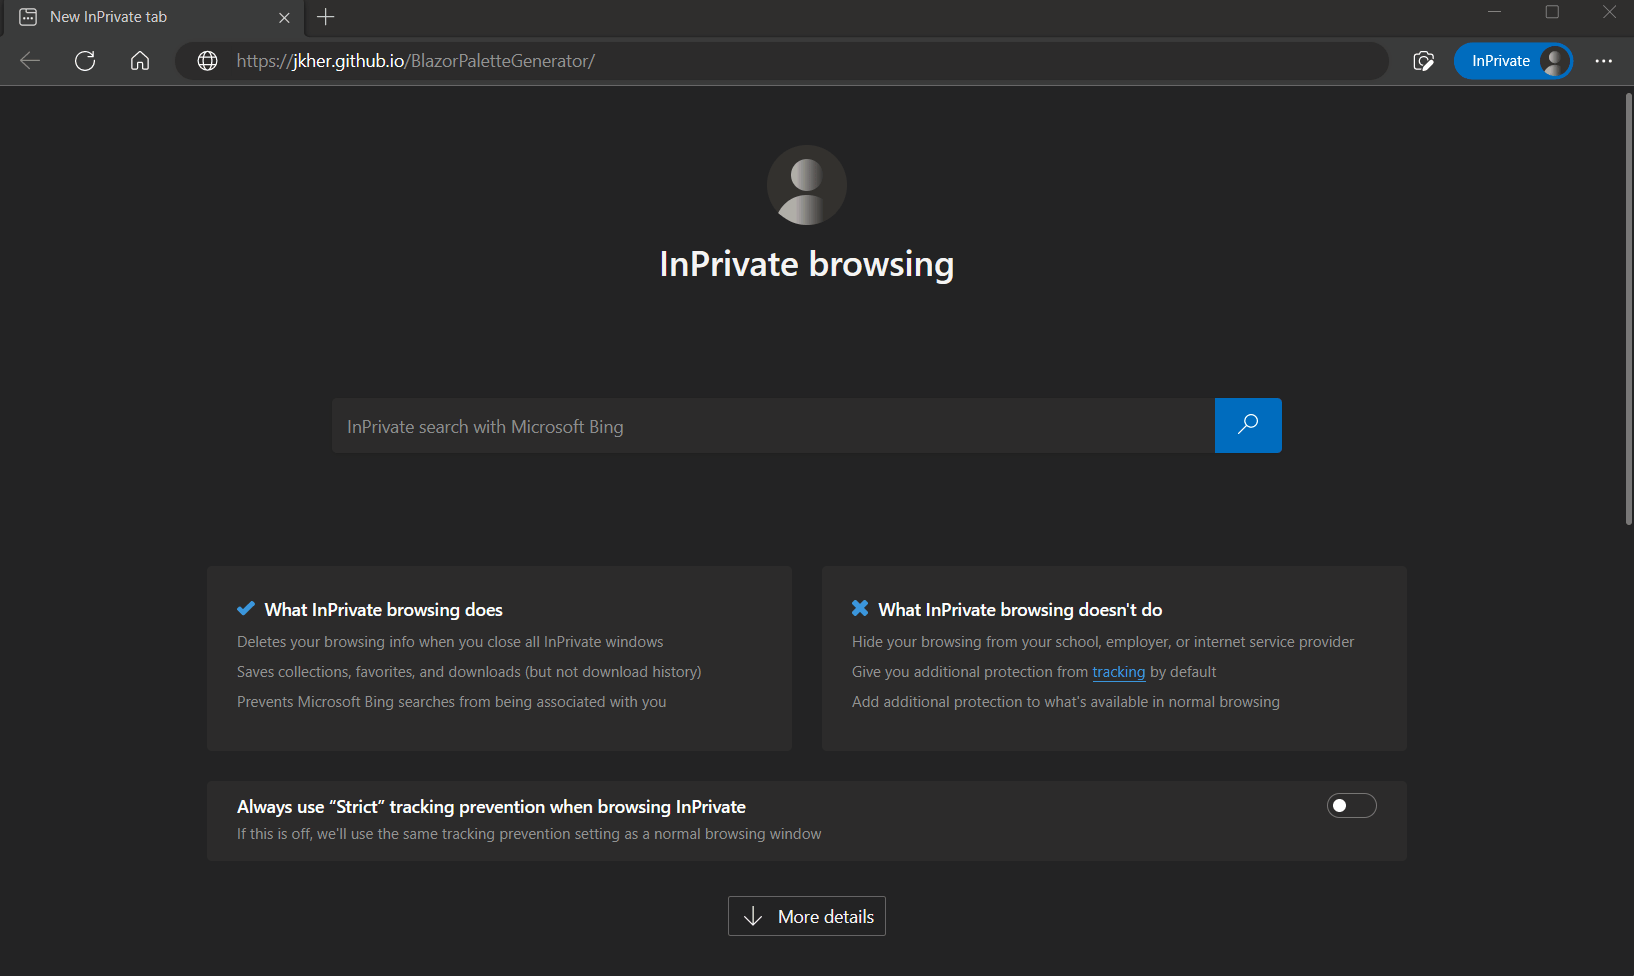 New InPrivate tab
https://jkher.github.io/BlazorPaletteGenerator/
InPrivate
InPrivate browsing
InPrivate search with Microsoft Bing
What InPrivate browsing does
Deletes your browsing info when you close all InPrivate windows
Saves collections, favorites, and downloads (but not download history)
Prevents Microsoft Bing searches from being associated with you
What InPrivate browsing doesn't do
Hide your browsing from your school, employer, or internet service provider
Give you additional protection from tracking by default
Add additional protection to what's available in normal browsing
Always use “Strict” tracking prevention when browsing InPrivate
If this is off, we'll use the same tracking prevention setting as a normal browsing window
More details